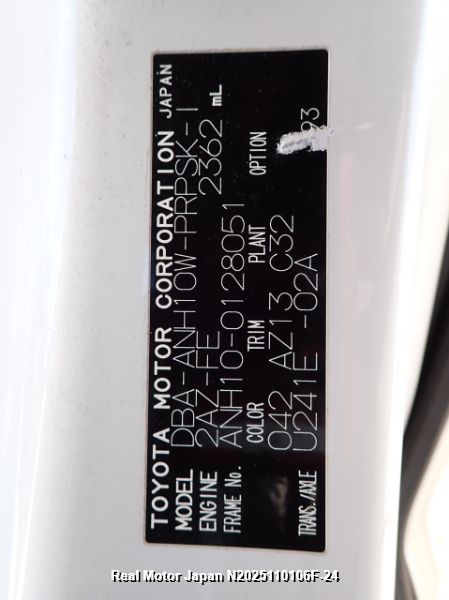 TOYOTA MOTOR CORPORATION JAPAN
MODEL DBA-ANH10W-PRPSK-I
ENGINE 2AZ-FE 2362 mL
FRAME No. ANH10-0128051
COLOR TRIM PLANT OPTION
042 AZ13 C32 93
TRANS./AXLE U241E -02A
Real Motor Japan N2025110106F-24